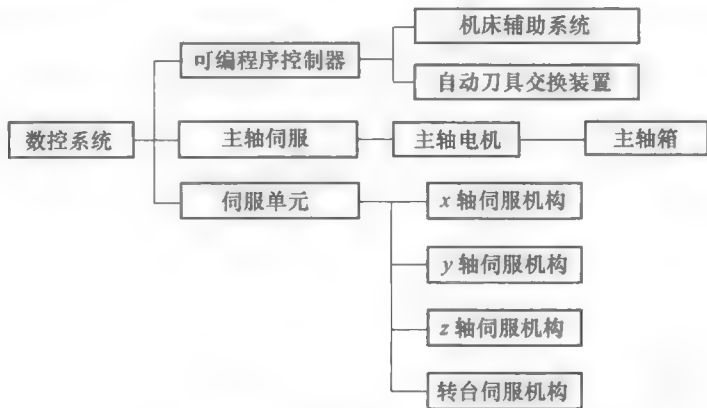 机床辅助系统
可编程序控制器
自动刀具交换装置
数控系统
主轴伺服
主轴电机
主轴箱
伺服单元
x 轴伺服机构
y 轴伺服机构
z 轴伺服机构
转台伺服机构